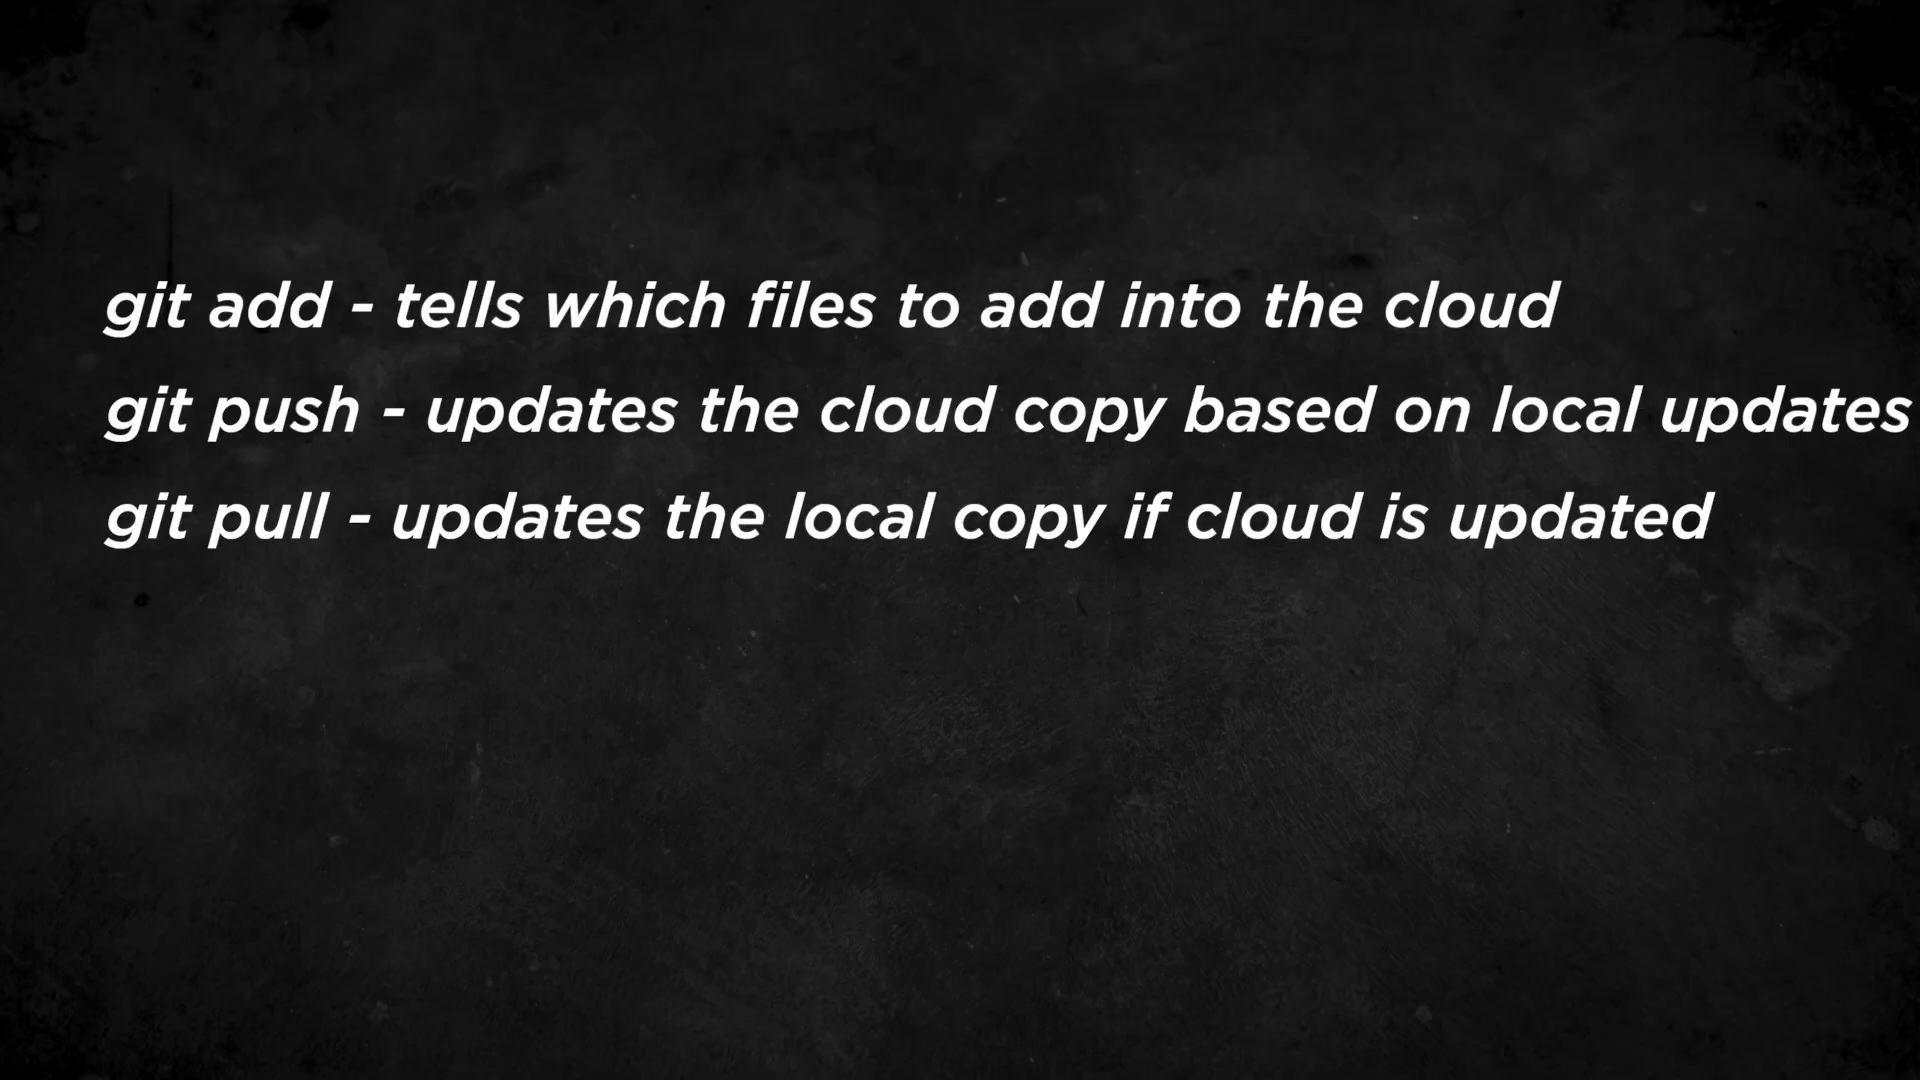 git add - tells which files to add into the cloud
git push - updates the cloud copy based on local updates
git pull - updates the local copy if cloud is updated